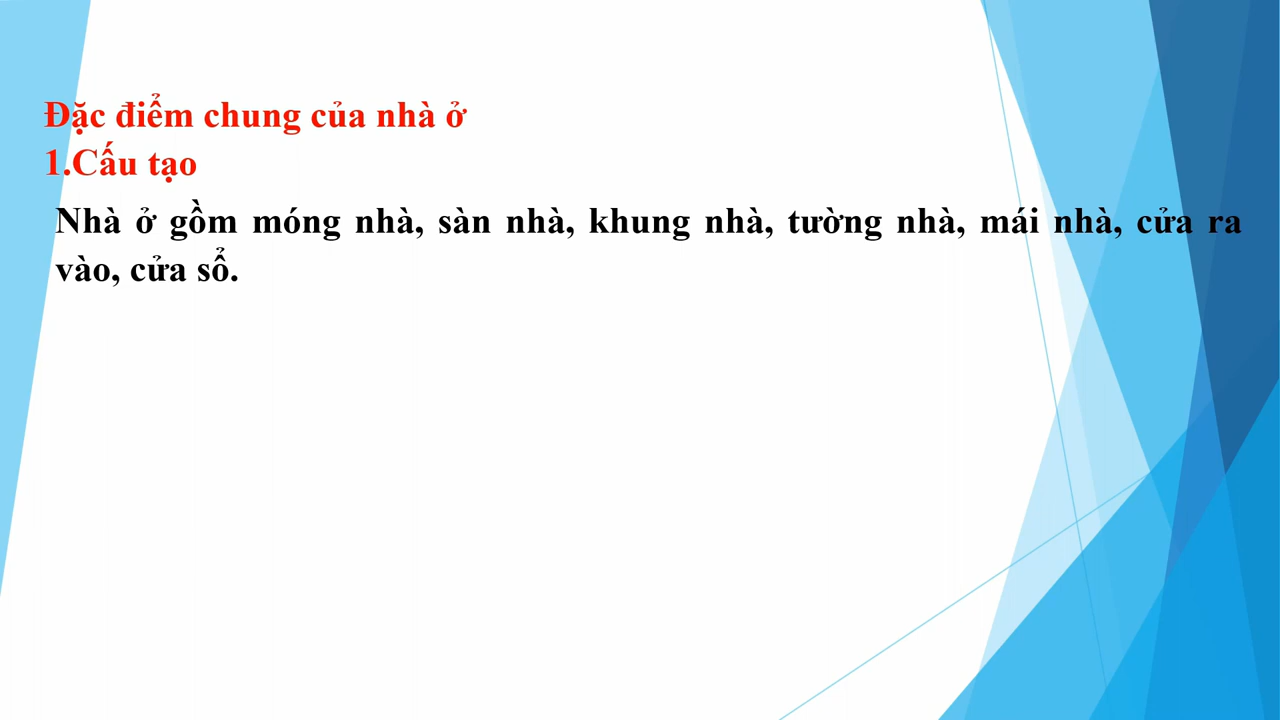 Đặc điểm chung của nhà ở
1.Cấu tạo
Nhà ở gồm móng nhà, sàn nhà, khung nhà, tường nhà, mái nhà, cửa ra
vào, cửa sổ.